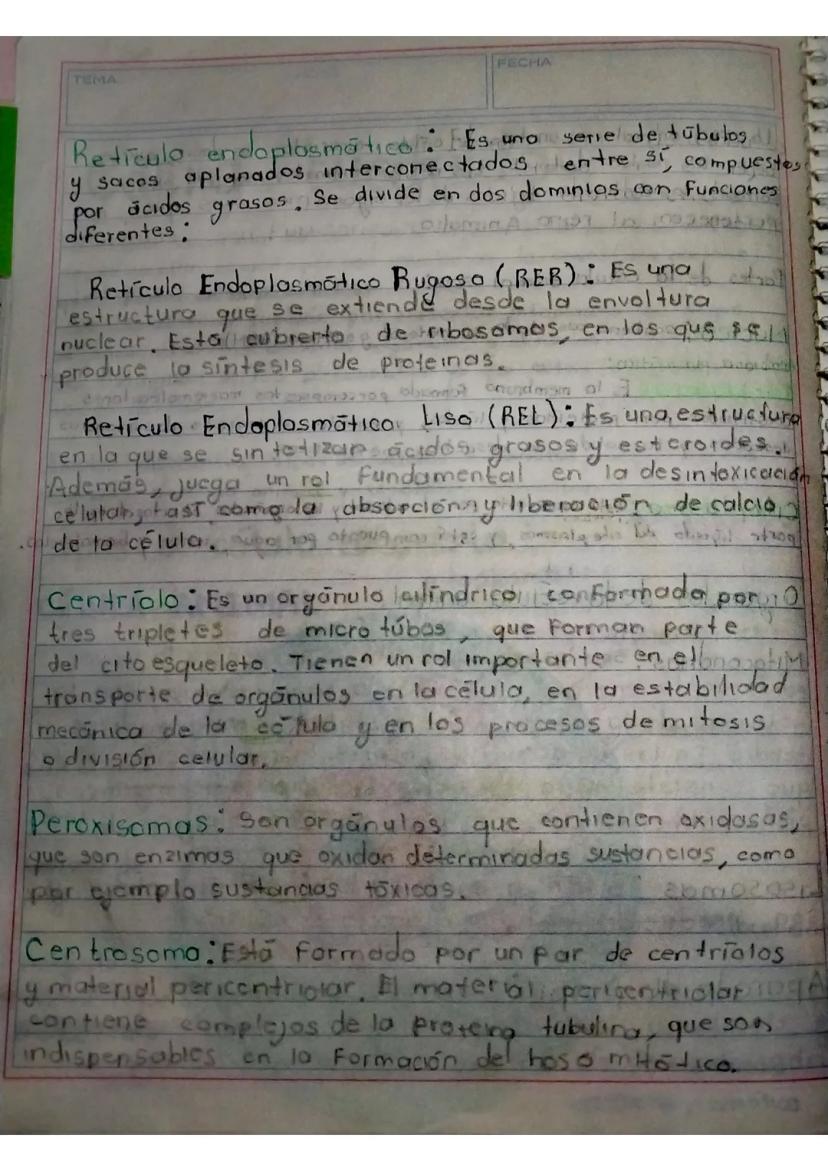 TEMA
FECHA
Retículo endoplasmático: Es una serie de túbulos
y sacos aplanados interconectados entre sí, compuestos
por ácidos grasos. Se divide en dos dominios con funciones
diferentes:
Retículo Endoplasmático Rugoso (RER): Es una
estructura que se extiende desde la envoltura
nuclear. Está cubierto de ribosomas, en los que se
produce la síntesis de proteínas.
Retículo Endoplasmático Liso (REL): Es una estructura
en la que se sintetizan ácidos grasos y esteroides.
Además, juega un rol fundamental en la desintoxicación
celular, así como la absorción y liberación de calcio
de la célula.
Centríolo: Es un orgánulo cilíndrico conformado por
tres tripletes de micro túbos, que forman parte
del citoesqueleto. Tienen un rol importante en el
transporte de orgánulos en la célula, en la estabilidad
mecánica de la célula y en los procesos de mitosis
o división celular.
Peroxisomas: Son orgánulos que contienen oxidasas,
que son enzimas que oxidan determinadas sustancias, como
por ejemplo sustancias tóxicas.
Centrosoma: Está formado por un par de centríolos
y material pericentriolar. El material pericentriolar
contiene complejos de la proteína tubulina, que son
indispensables en la formación del